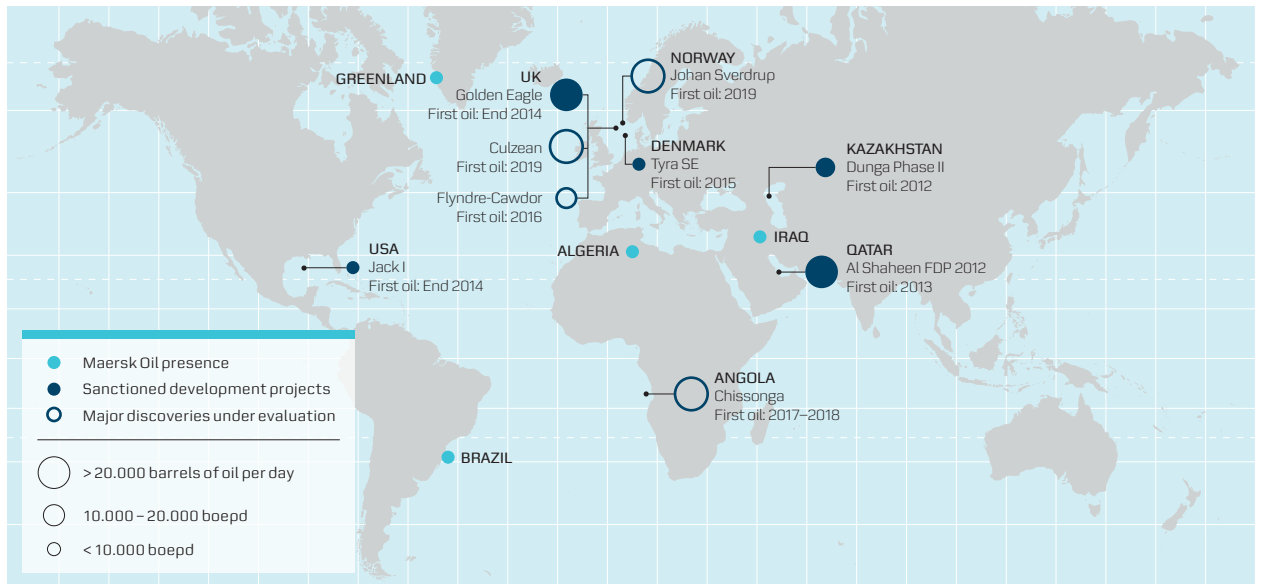 GREENLAND
UK
Golden Eagle
First oil: End 2014
Culzean
First oil: 2019
Flyndre-Cawdor
First oil: 2016
NORWAY
Johan Sverdrup
First oil: 2019
DENMARK
Tyra SE
First oil: 2015
KAZAKHSTAN
Dunga Phase II
First oil: 2012
USA
Jack I
First oil: End 2014
ALGERIA
IRAQ
QATAR
Al Shaheen FDP 2012
First oil: 2013
ANGOLA
Chissonga
First oil: 2017–2018
BRAZIL
Maersk Oil presence
Sanctioned development projects
Major discoveries under evaluation
> 20.000 barrels of oil per day
10.000 – 20.000 boepd
< 10.000 boepd